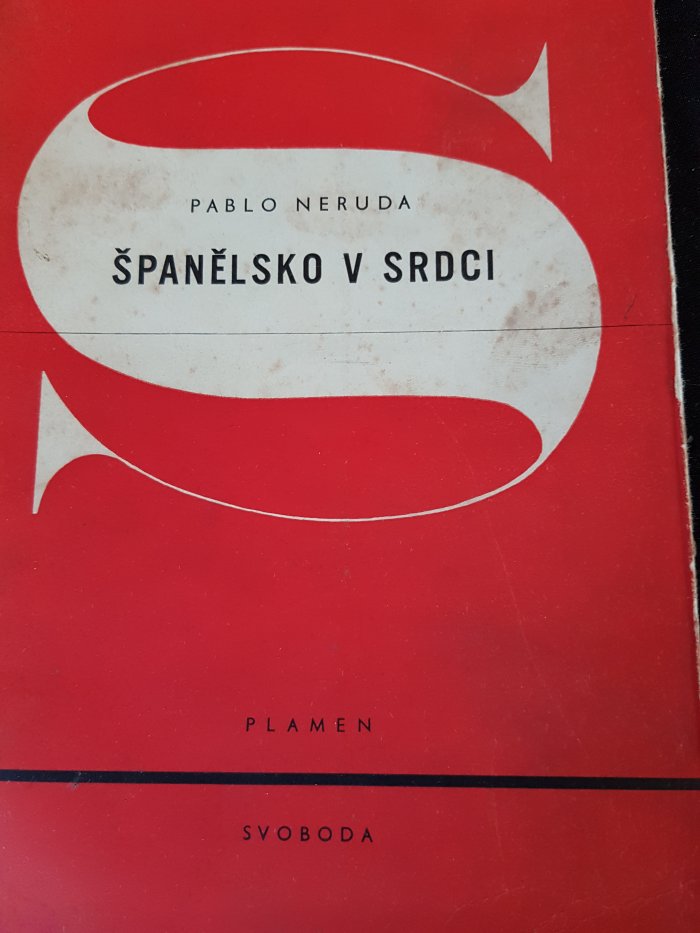 PABLO NERUDA
ŠPANĚLSKO V SRDCI
PLAMEN
SVOBODA